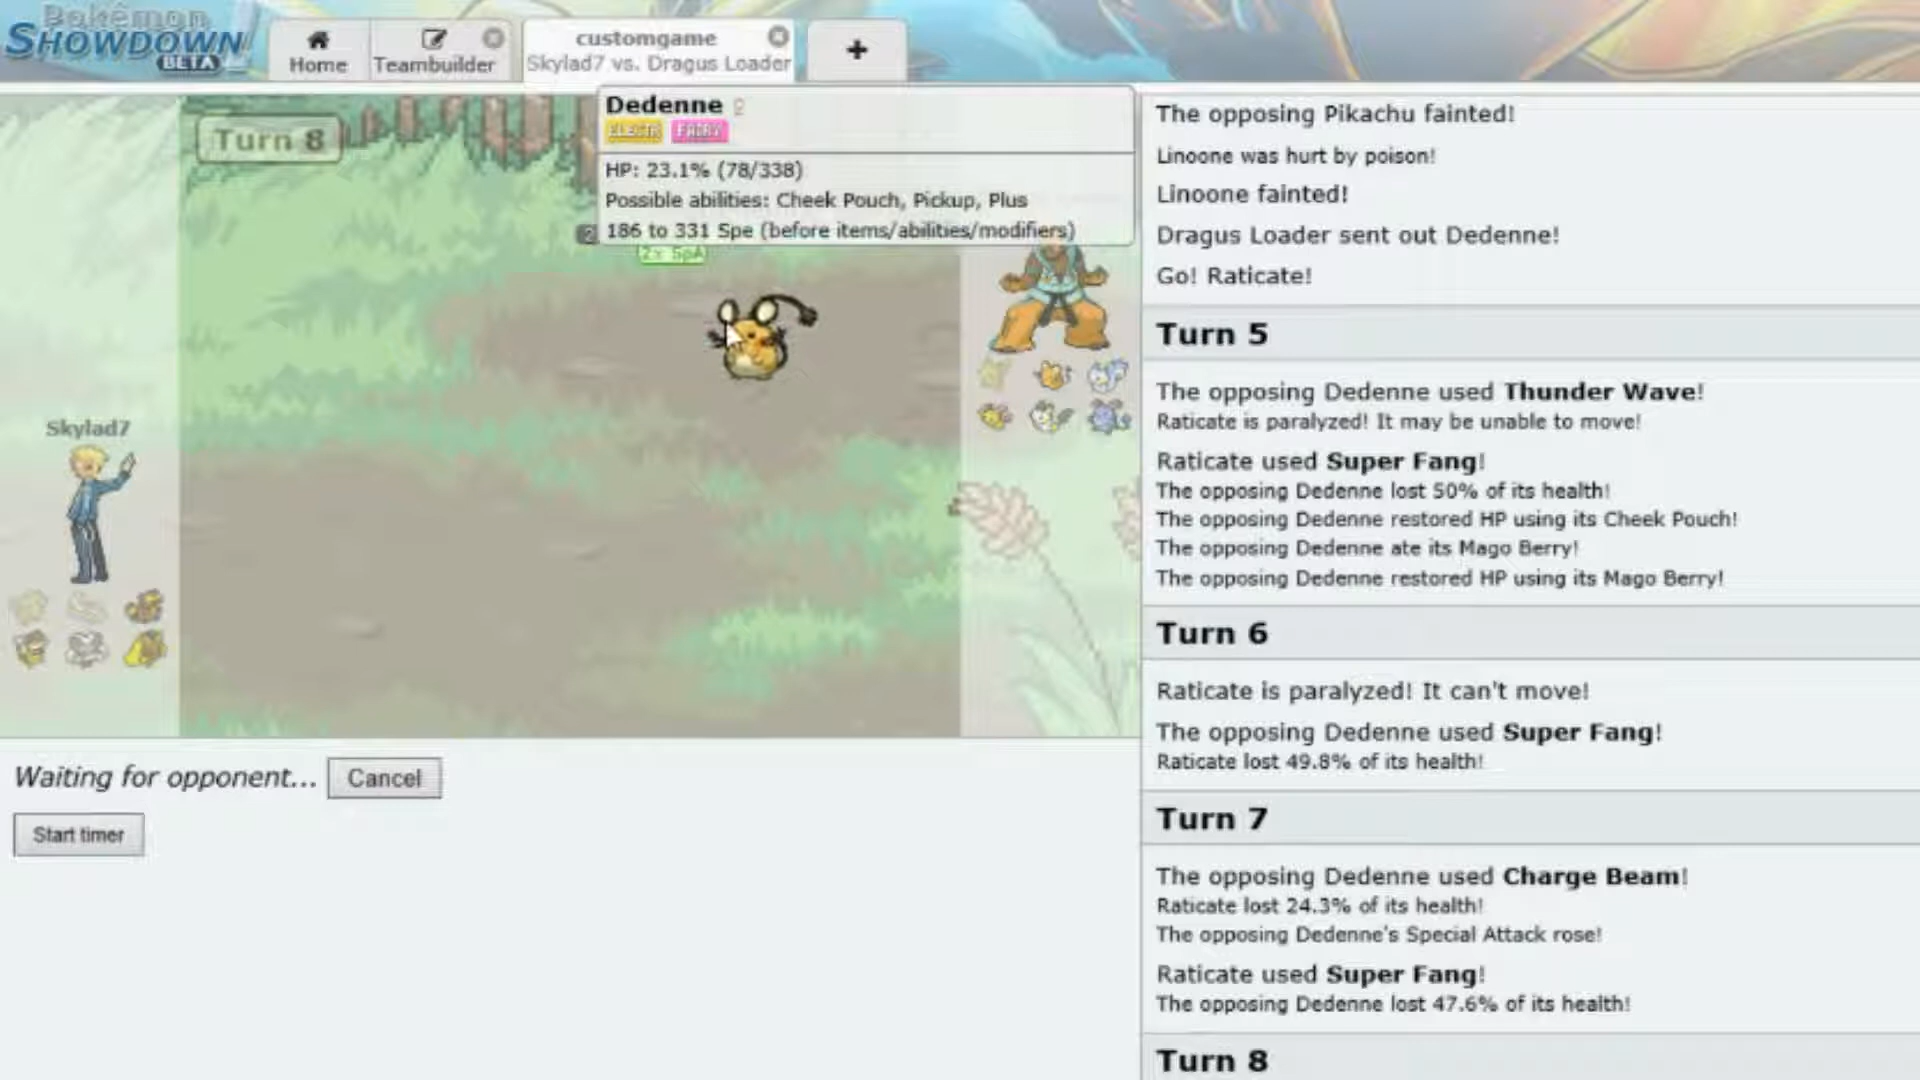 Pokémon
SHOWDOWN!
BETA
Home
Teambuilder
customgame
Skylad7 vs. Dragus Loader
+
Turn 8
Dedenne ♀
ELECTR FAIRY
HP: 23.1% (78/338)
Possible abilities: Cheek Pouch, Pickup, Plus
186 to 331 Spe (before items/abilities/modifiers)
2x SpA
Skylad7
Waiting for opponent... Cancel
Start timer
The opposing Pikachu fainted!
Linoone was hurt by poison!
Linoone fainted!
Dragus Loader sent out Dedenne!
Go! Raticate!
Turn 5
The opposing Dedenne used Thunder Wave!
Raticate is paralyzed! It may be unable to move!
Raticate used Super Fang!
The opposing Dedenne lost 50% of its health!
The opposing Dedenne restored HP using its Cheek Pouch!
The opposing Dedenne ate its Mago Berry!
The opposing Dedenne restored HP using its Mago Berry!
Turn 6
Raticate is paralyzed! It can't move!
The opposing Dedenne used Super Fang!
Raticate lost 49.8% of its health!
Turn 7
The opposing Dedenne used Charge Beam!
Raticate lost 24.3% of its health!
The opposing Dedenne's Special Attack rose!
Raticate used Super Fang!
The opposing Dedenne lost 47.6% of its health!
Turn 8